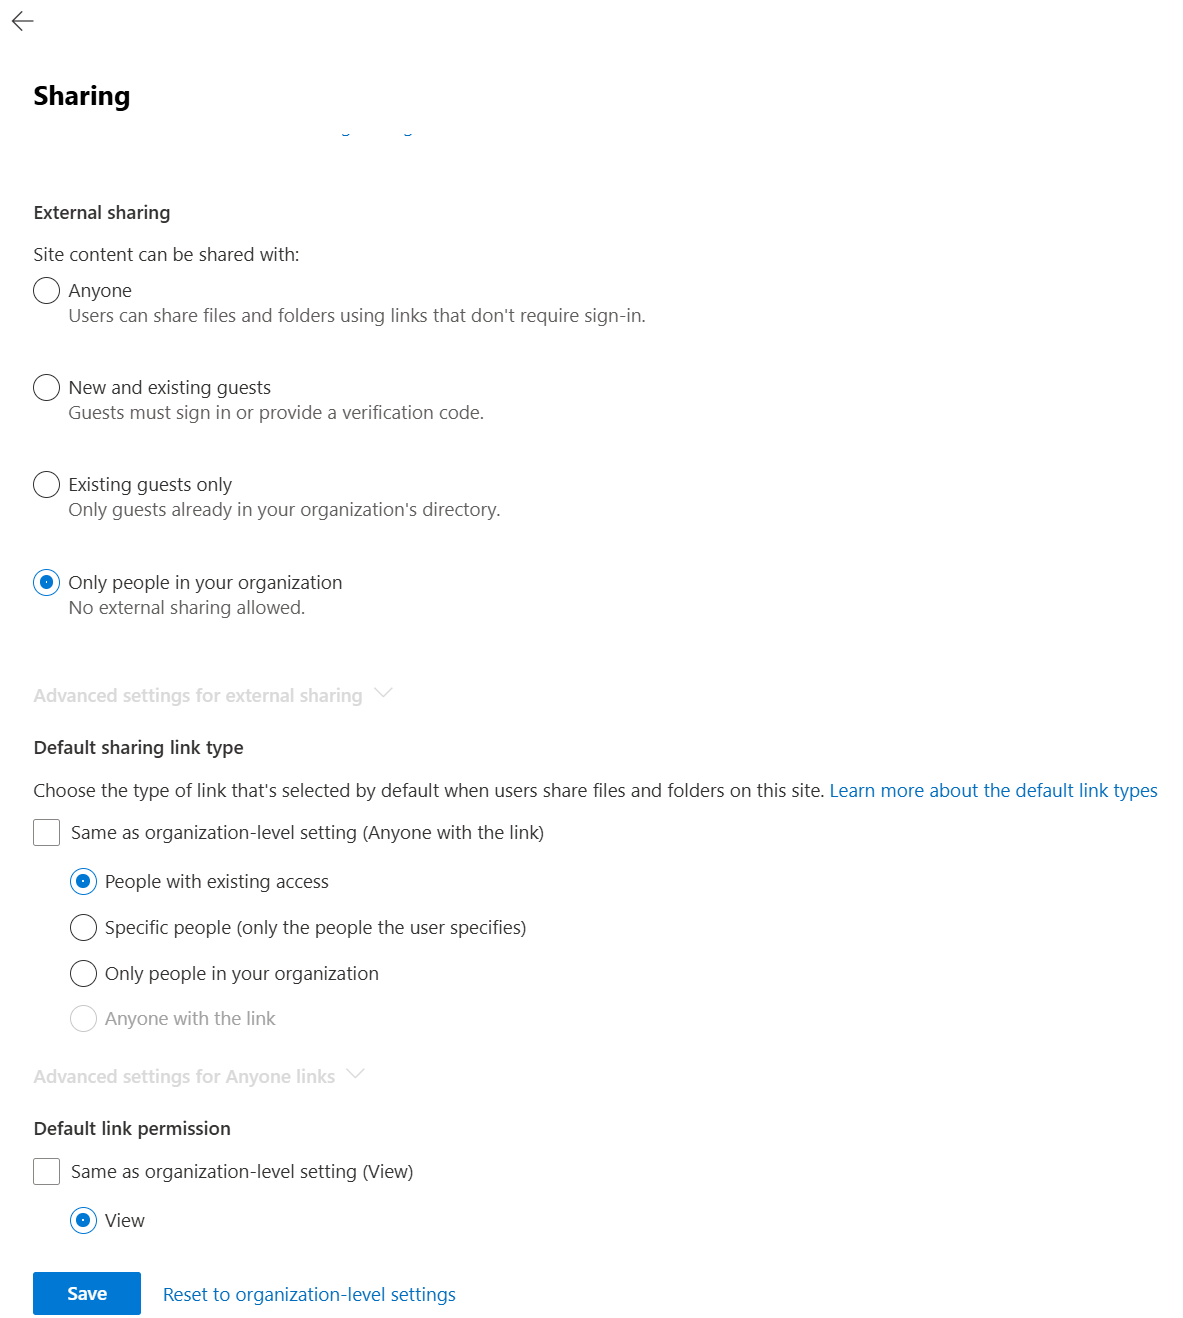 Sharing
External sharing
Site content can be shared with:
Anyone
Users can share files and folders using links that don't require sign-in.
New and existing guests
Guests must sign in or provide a verification code.
Existing guests only
Only guests already in your organization's directory.
Only people in your organization
No external sharing allowed.
Advanced settings for external sharing
Default sharing link type
Choose the type of link that's selected by default when users share files and folders on this site. Learn more about the default link types
Same as organization-level setting (Anyone with the link)
People with existing access
Specific people (only the people the user specifies)
Only people in your organization
Anyone with the link
Advanced settings for Anyone links
Default link permission
Same as organization-level setting (View)
View
Save Reset to organization-level settings